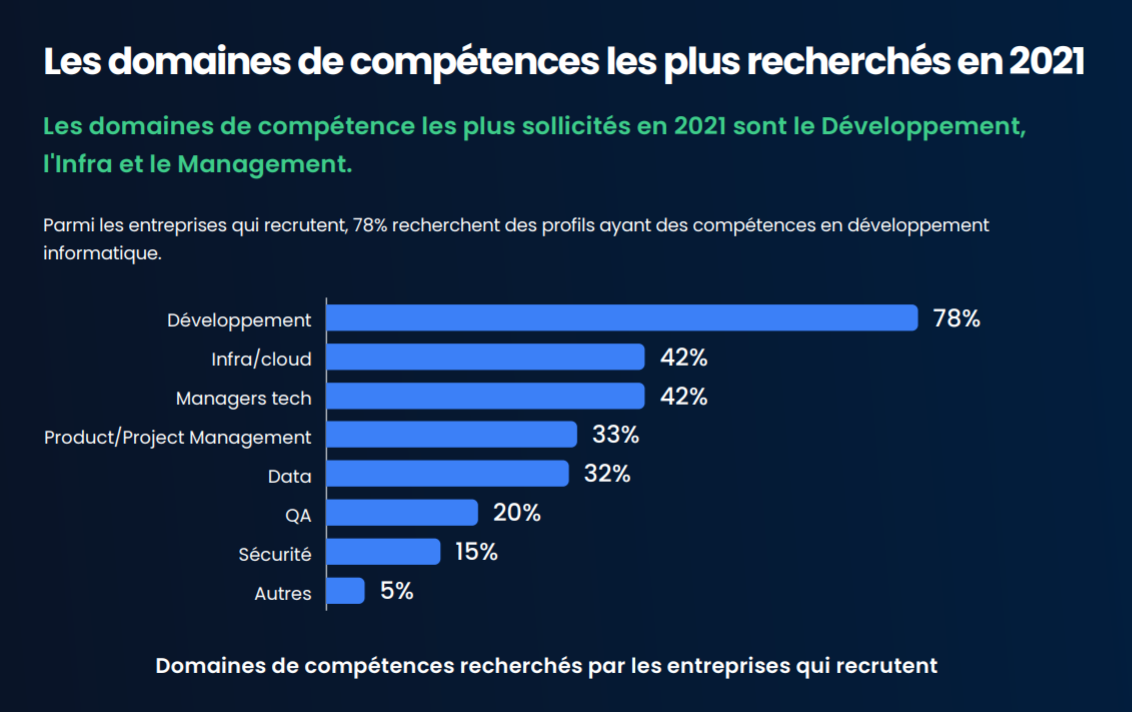 Les domaines de compétences les plus recherchés en 2021
Les domaines de compétence les plus sollicités en 2021 sont le Développement,
l'Infra et le Management.
Parmi les entreprises qui recrutent, 78% recherchent des profils ayant des compétences en développement
informatique.
Développement 78%
Infra/cloud 42%
Managers tech 42%
Product/Project Management 33%
Data 32%
QA 20%
Sécurité 15%
Autres 5%
Domaines de compétences recherchés par les entreprises qui recrutent